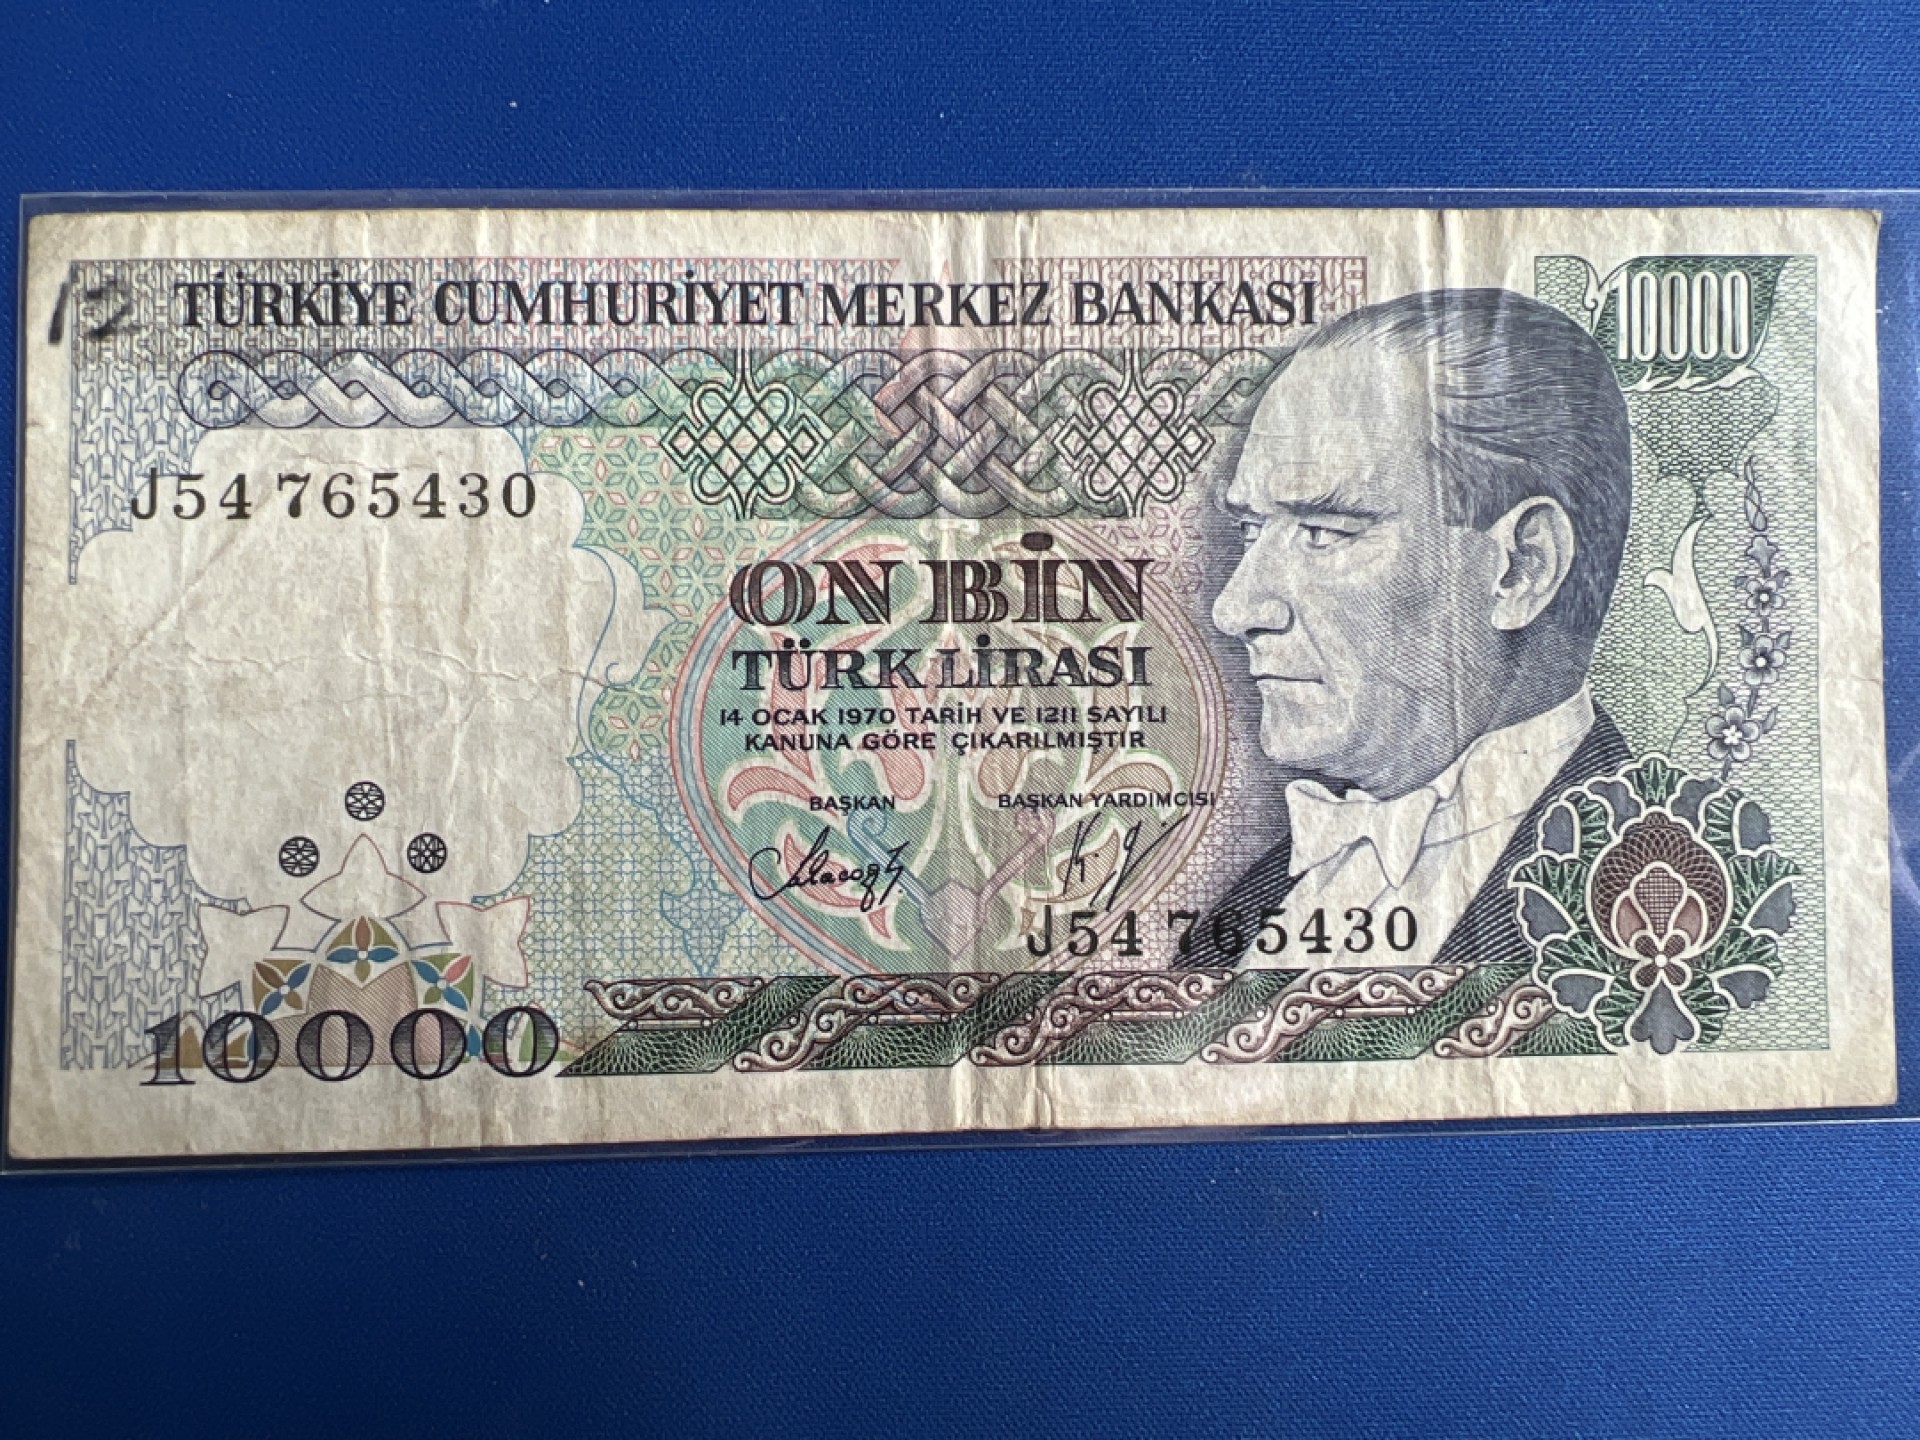 12
TÜRKİYE CUMHURİYET MERKEZ BANKASI
10000
J54 765430
ON BİN
TÜRK LİRASI
14 OCAK 1970 TARİH VE 1211 SAYILI
KANUNA GÖRE ÇIKARILMIŞTIR
BAŞKAN BAŞKAN YARDIMCISI
J54 765430
10000